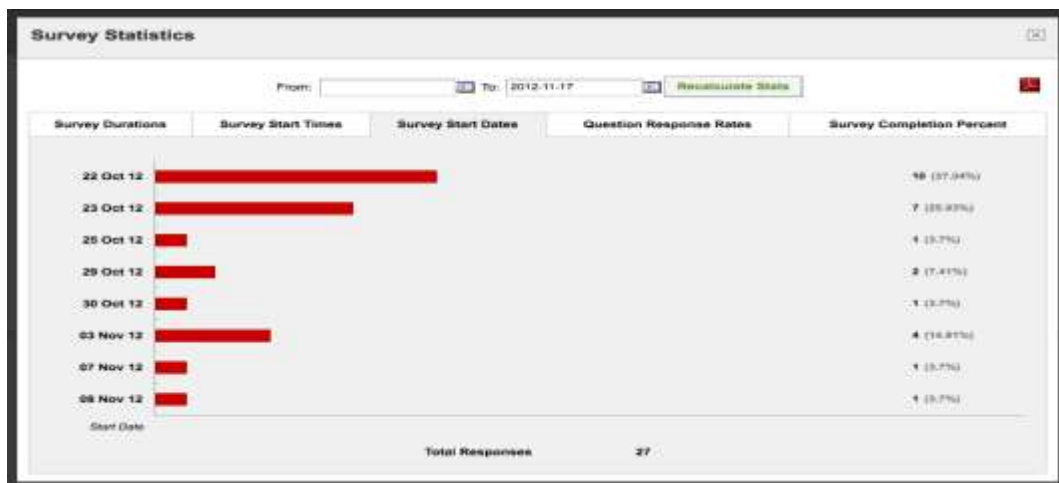 Survey Statistics
From: To: 2012-11-17 Recalculate Stats
Survey Durations Survey Start Times Survey Start Dates Question Response Rates Survey Completion Percent
22 Oct 12 10 (37.04%)
23 Oct 12 7 (25.93%)
25 Oct 12 1 (3.7%)
29 Oct 12 2 (7.41%)
30 Oct 12 1 (3.7%)
03 Nov 12 4 (14.81%)
07 Nov 12 1 (3.7%)
08 Nov 12 1 (3.7%)
Start Date
Total Responses 27